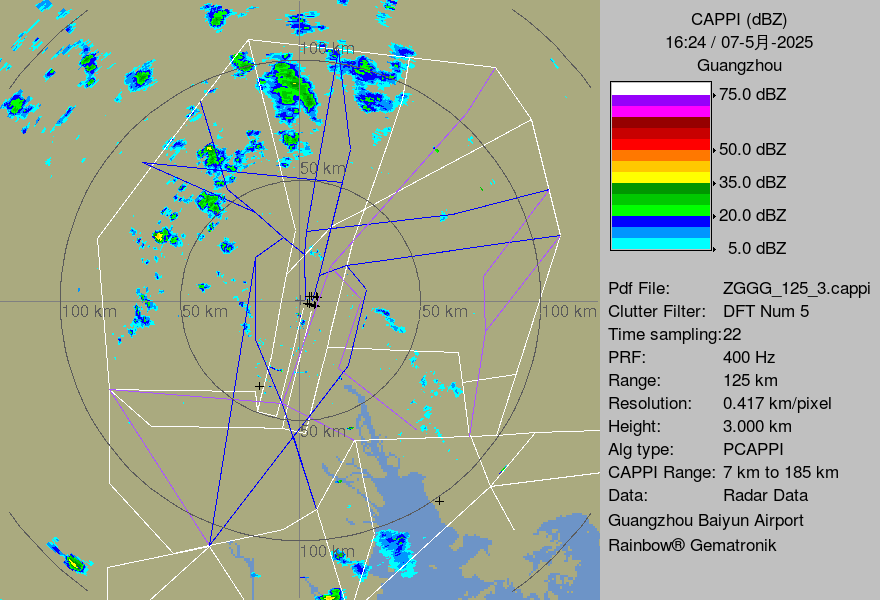 CAPPI (dBZ)
16:24 / 07-5月-2025
Guangzhou
75.0 dBZ
50.0 dBZ
35.0 dBZ
20.0 dBZ
5.0 dBZ
Pdf File: ZGGG_125_3.cappi
Clutter Filter: DFT Num 5
Time sampling:22
PRF: 400 Hz
Range: 125 km
Resolution: 0.417 km/pixel
Height: 3.000 km
Alg type: PCAPPI
CAPPI Range: 7 km to 185 km
Data: Radar Data
Guangzhou Baiyun Airport
Rainbow® Gematronik
100 km
50 km
100 km
50 km
50 km
100 km
50 km
100 km